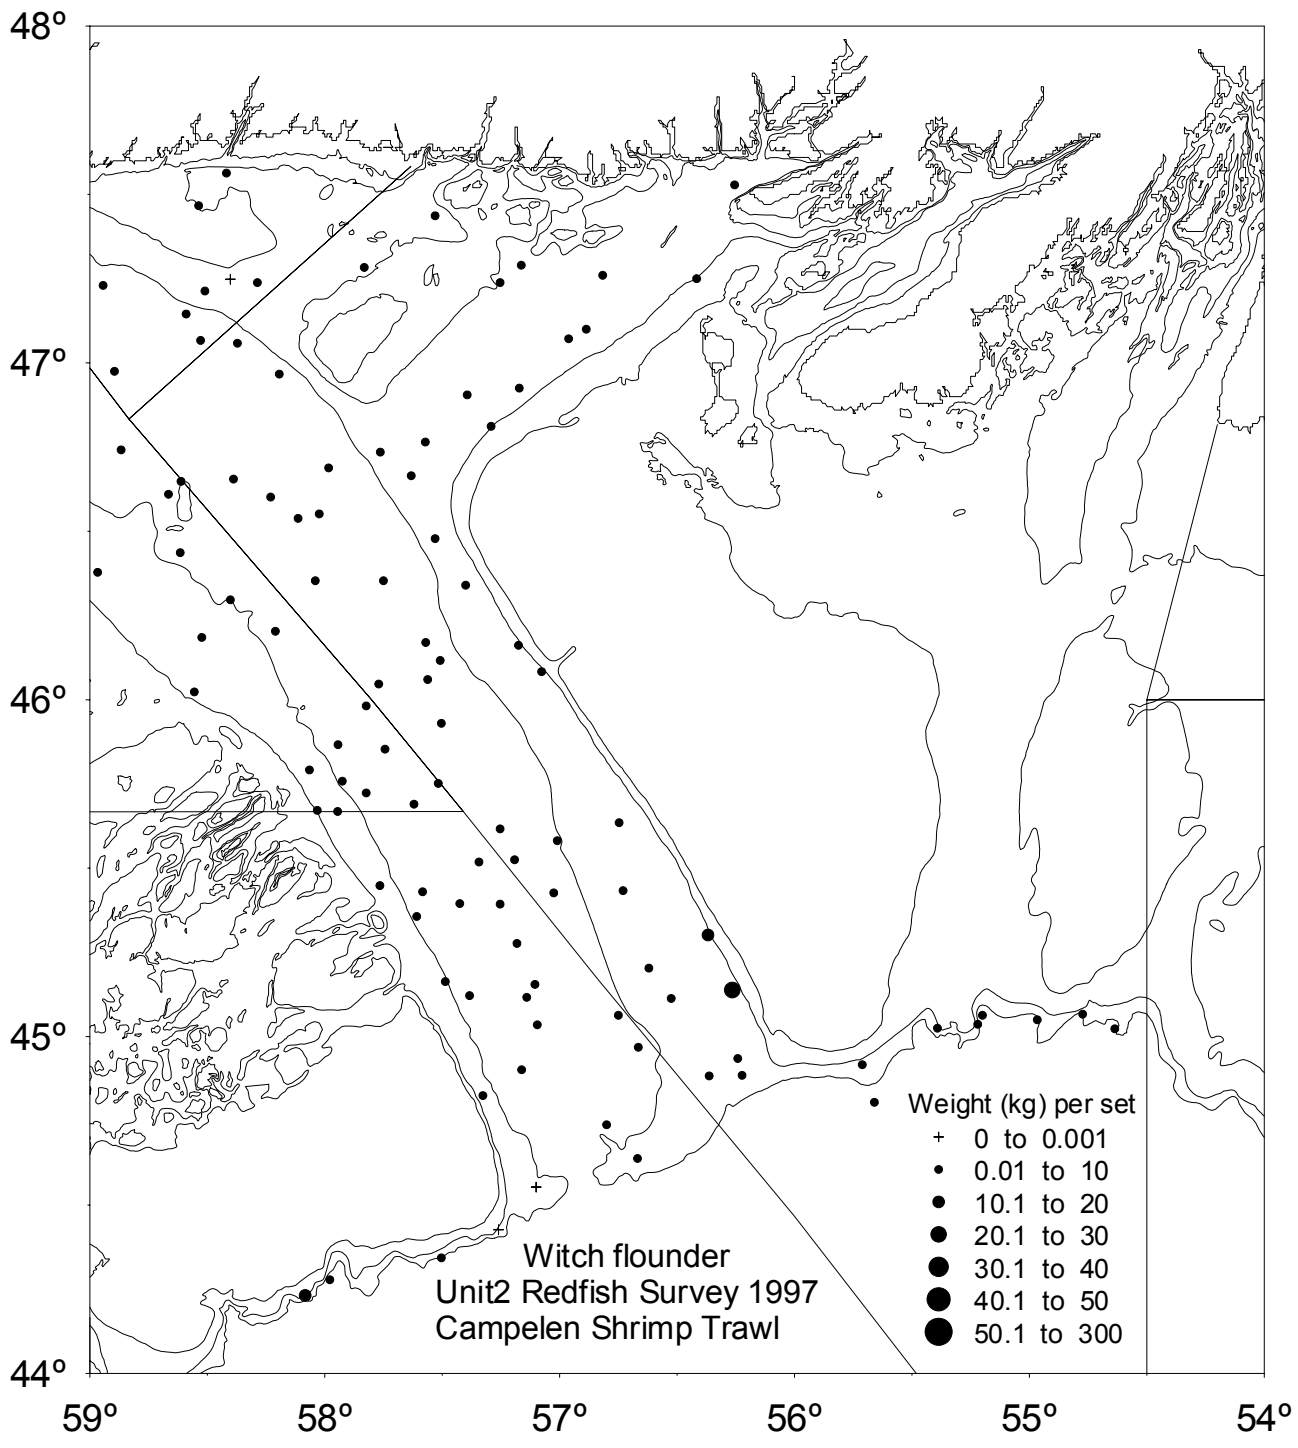 48º
47º
46º
45º
44º
59º
58º
57º
56º
55º
54º
Weight (kg) per set
0 to 0.001
0.01 to 10
10.1 to 20
20.1 to 30
30.1 to 40
40.1 to 50
50.1 to 300
Witch flounder
Unit2 Redfish Survey 1997
Campelen Shrimp Trawl